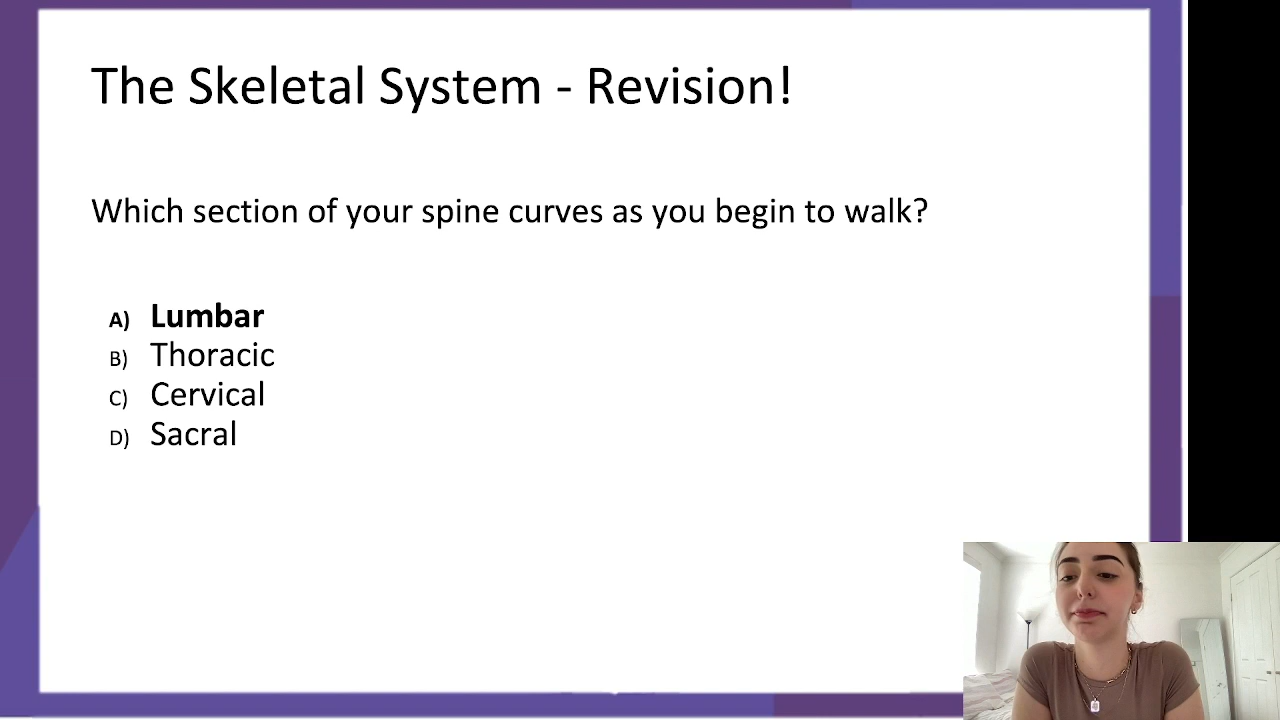 The Skeletal System - Revision!
Which section of your spine curves as you begin to walk?
A) Lumbar
B) Thoracic
C) Cervical
D) Sacral